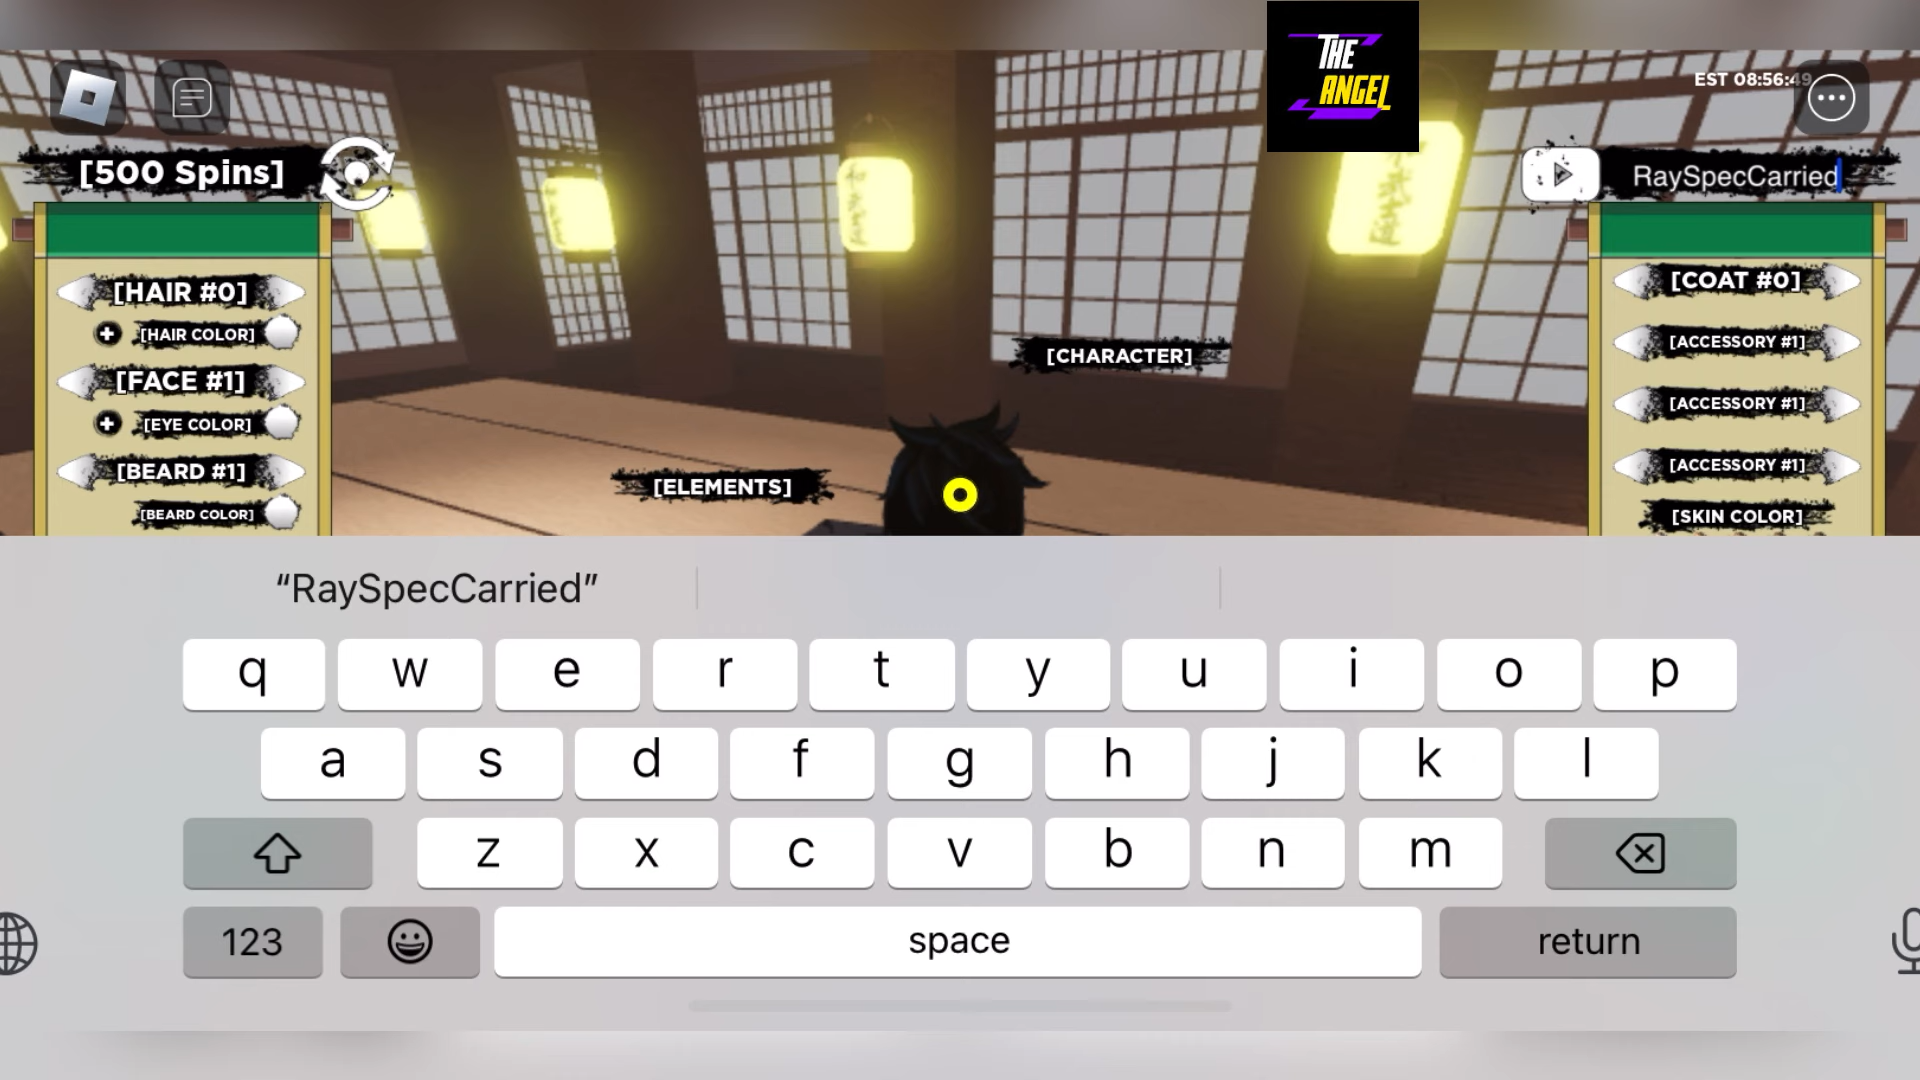 THE
ANGEL
EST 08:56:49
[500 Spins]
RaySpecCarried
[HAIR #0]
[HAIR COLOR]
[FACE #1]
[EYE COLOR]
[BEARD #1]
[BEARD COLOR]
[CHARACTER]
[ELEMENTS]
[COAT #0]
[ACCESSORY #1]
[ACCESSORY #1]
[ACCESSORY #1]
[SKIN COLOR]
“RaySpecCarried”
q w e r t y u i o p
a s d f g h j k l
z x c v b n m
123 space return